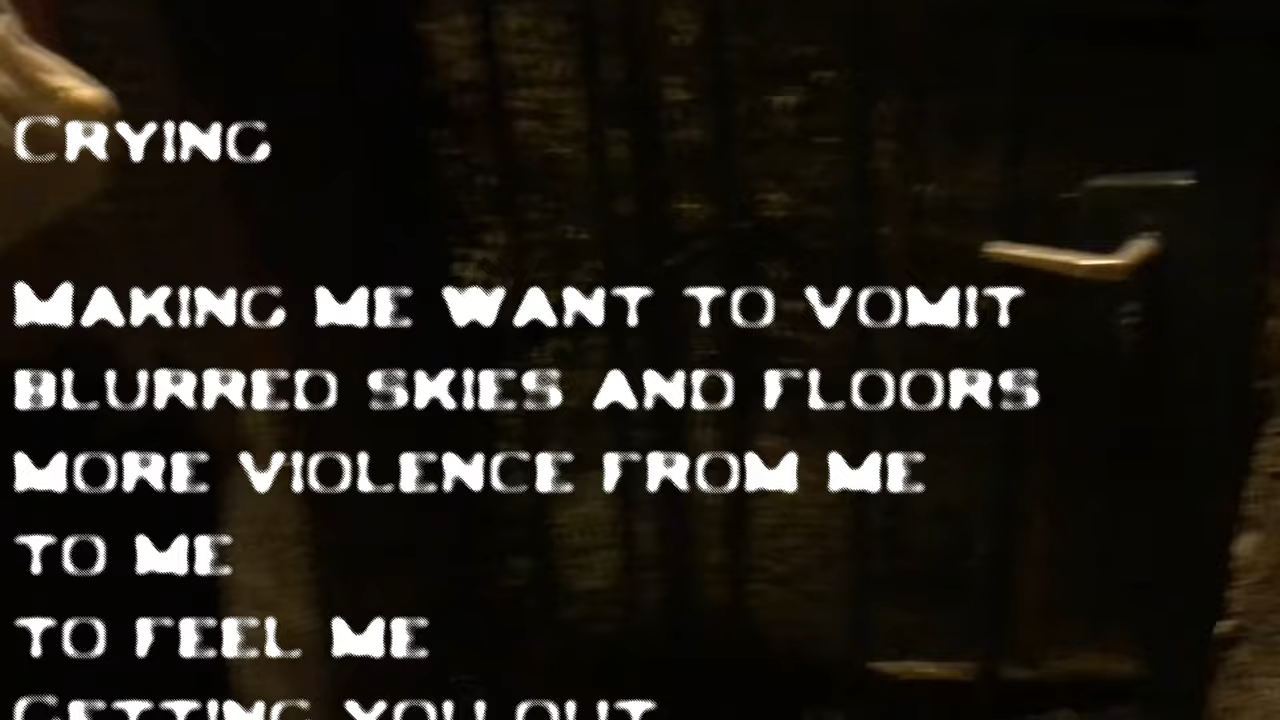 Crying
Making me want to vomit
blurred skies and floors
more violence from me
to me
to feel me
Getting you out